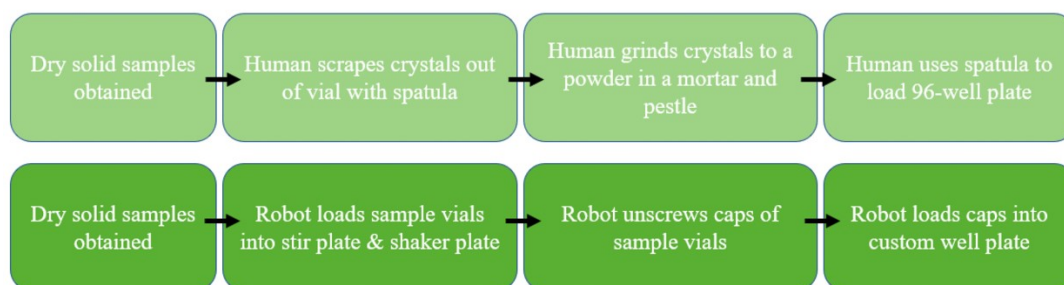 Dry solid samples
obtained
Human scrapes crystals out
of vial with spatula
Human grinds crystals to a
powder in a mortar and
pestle
Human uses spatula to
load 96-well plate
Dry solid samples
obtained
Robot loads sample vials
into stir plate & shaker plate
Robot unscrews caps of
sample vials
Robot loads caps into
custom well plate